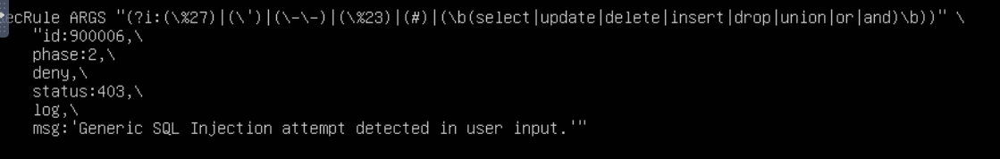 ecRule ARGS "(?i:(\%27)|(\')|(\-\-)|(\%23)|(#)|(\b(select|update|delete|insert|drop|union|or|and)\b))" \
"id:900006,\
phase:2,\
deny,\
status:403,\
log,\
msg:'Generic SQL Injection attempt detected in user input.'"